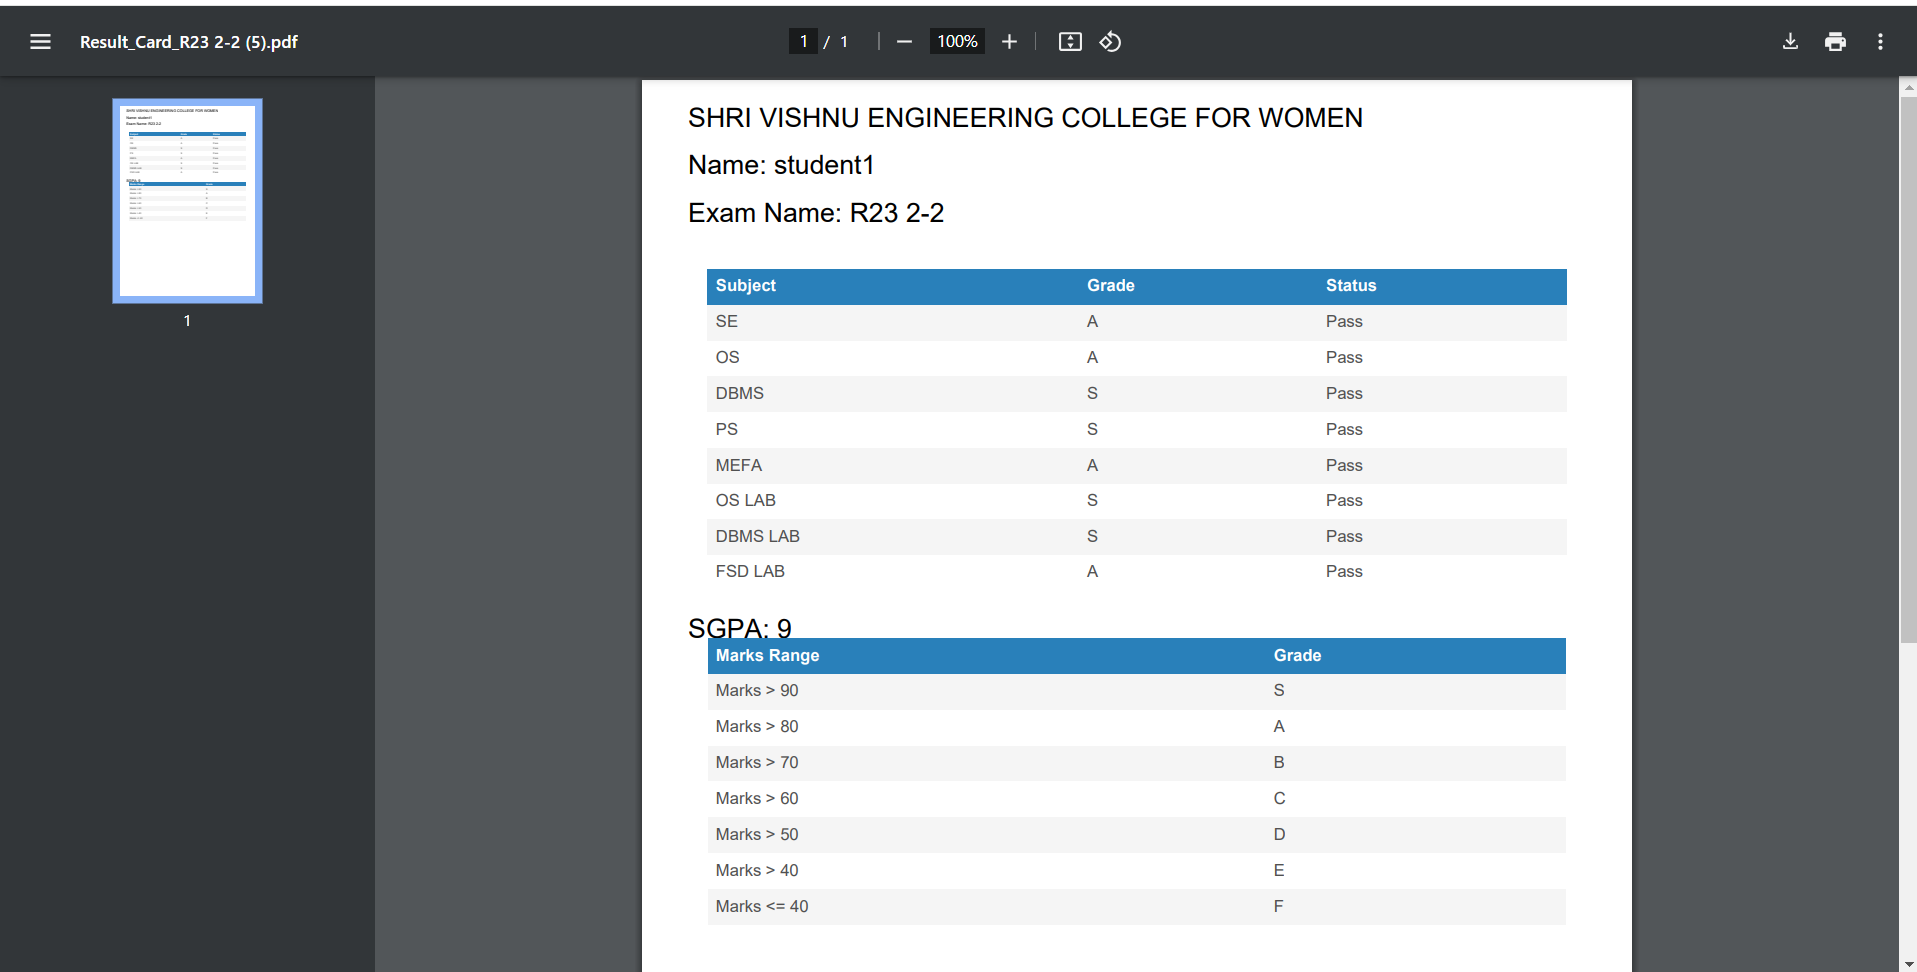 Result_Card_R23 2-2 (5).pdf
1 / 1
100%
1
SHRI VISHNU ENGINEERING COLLEGE FOR WOMEN
Name: student1
Exam Name: R23 2-2
Subject Grade Status
SE A Pass
OS A Pass
DBMS S Pass
PS S Pass
MEFA A Pass
OS LAB S Pass
DBMS LAB S Pass
FSD LAB A Pass
SGPA: 9
Marks Range Grade
Marks > 90 S
Marks > 80 A
Marks > 70 B
Marks > 60 C
Marks > 50 D
Marks > 40 E
Marks <= 40 F